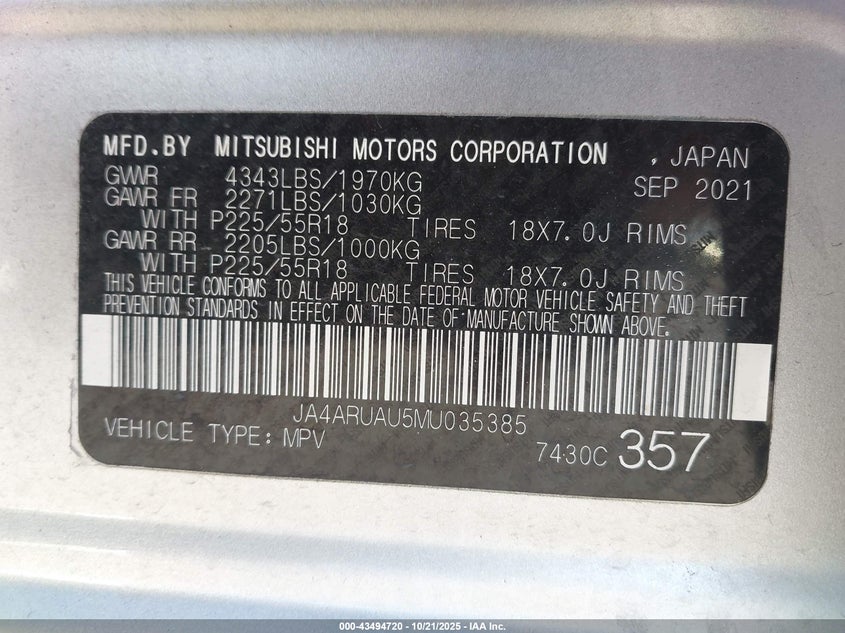 MFD.BY MITSUBISHI MOTORS CORPORATION , JAPAN
GVWR 4343LBS/1970KG SEP 2021
GAWR FR 2271LBS/1030KG
WITH P225/55R18 TIRES 18X7.0J RIMS
GAWR RR 2205LBS/1000KG
WITH P225/55R18 TIRES 18X7.0J RIMS
THIS VEHICLE CONFORMS TO ALL APPLICABLE FEDERAL MOTOR VEHICLE SAFETY AND THEFT
PREVENTION STANDARDS IN EFFECT ON THE DATE OF MANUFACTURE SHOWN ABOVE.
JA4ARUAU5MU035385
VEHICLE TYPE: MPV 7430C 357
000-43494720 - 10/21/2025 - IAA Inc.